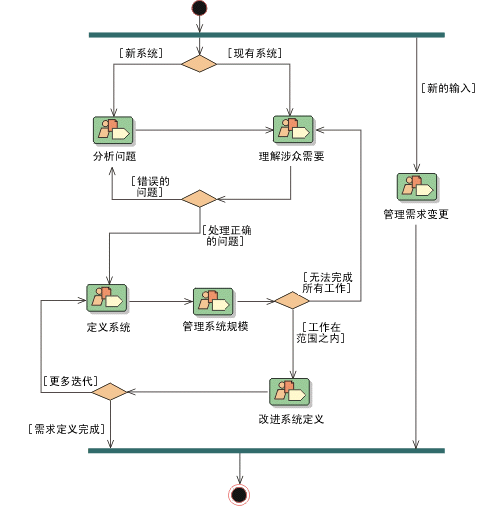 [新系统]
[现有系统]
[新的输入]
分析问题
理解涉众需要
[错误的
问题]
管理需求变更
[处理正确
的问题]
[无法完成
所有工作]
定义系统
管理系统规模
[工作在
范围之内]
[更多迭代]
改进系统定义
[需求定义完成]